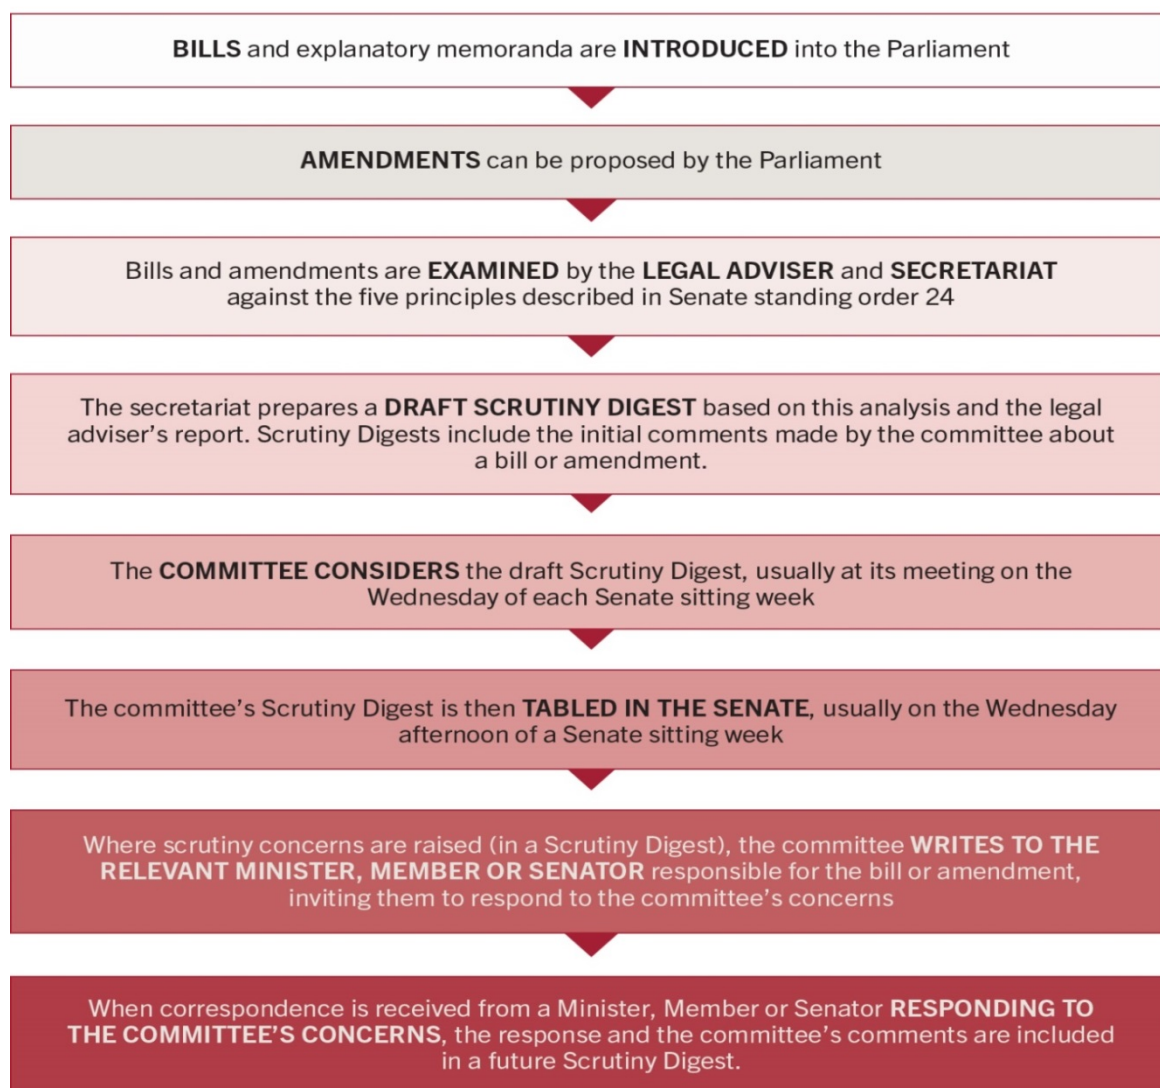 BILLS and explanatory memoranda are INTRODUCED into the Parliament
AMENDMENTS can be proposed by the Parliament
Bills and amendments are EXAMINED by the LEGAL ADVISER and SECRETARIAT
against the five principles described in Senate standing order 24
The secretariat prepares a DRAFT SCRUTINY DIGEST based on this analysis and the legal
adviser's report. Scrutiny Digests include the initial comments made by the committee about
a bill or amendment.
The COMMITTEE CONSIDERS the draft Scrutiny Digest, usually at its meeting on the
Wednesday of each Senate sitting week
The committee's Scrutiny Digest is then TABLED IN THE SENATE, usually on the Wednesday
afternoon of a Senate sitting week
Where scrutiny concerns are raised (in a Scrutiny Digest), the committee WRITES TO THE
RELEVANT MINISTER, MEMBER OR SENATOR responsible for the bill or amendment,
inviting them to respond to the committee's concerns
When correspondence is received from a Minister, Member or Senator RESPONDING TO
THE COMMITTEE'S CONCERNS, the response and the committee's comments are included
in a future Scrutiny Digest.